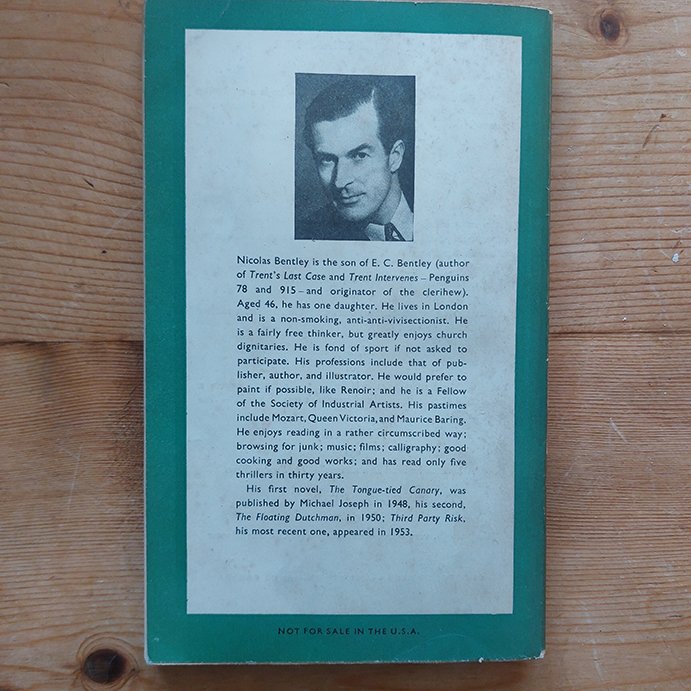 Nicolas Bentley is the son of E. C. Bentley (author
of Trent's Last Case and Trent Intervenes – Penguins
78 and 915 – and originator of the clerihew).
Aged 46, he has one daughter. He lives in London
and is a non-smoking, anti-anti-vivisectionist. He
is a fairly free thinker, but greatly enjoys church
dignitaries. He is fond of sport if not asked to
participate. His professions include that of pub-
lisher, author, and illustrator. He would prefer to
paint if possible, like Renoir; and he is a Fellow
of the Society of Industrial Artists. His pastimes
include Mozart, Queen Victoria, and Maurice Baring.
He enjoys reading in a rather circumscribed way;
browsing for junk; music; films; calligraphy; good
cooking and good works; and has read only five
thrillers in thirty years.
His first novel, The Tongue-tied Canary, was
published by Michael Joseph in 1948, his second,
The Floating Dutchman, in 1950; Third Party Risk,
his most recent one, appeared in 1953.
NOT FOR SALE IN THE U.S.A.